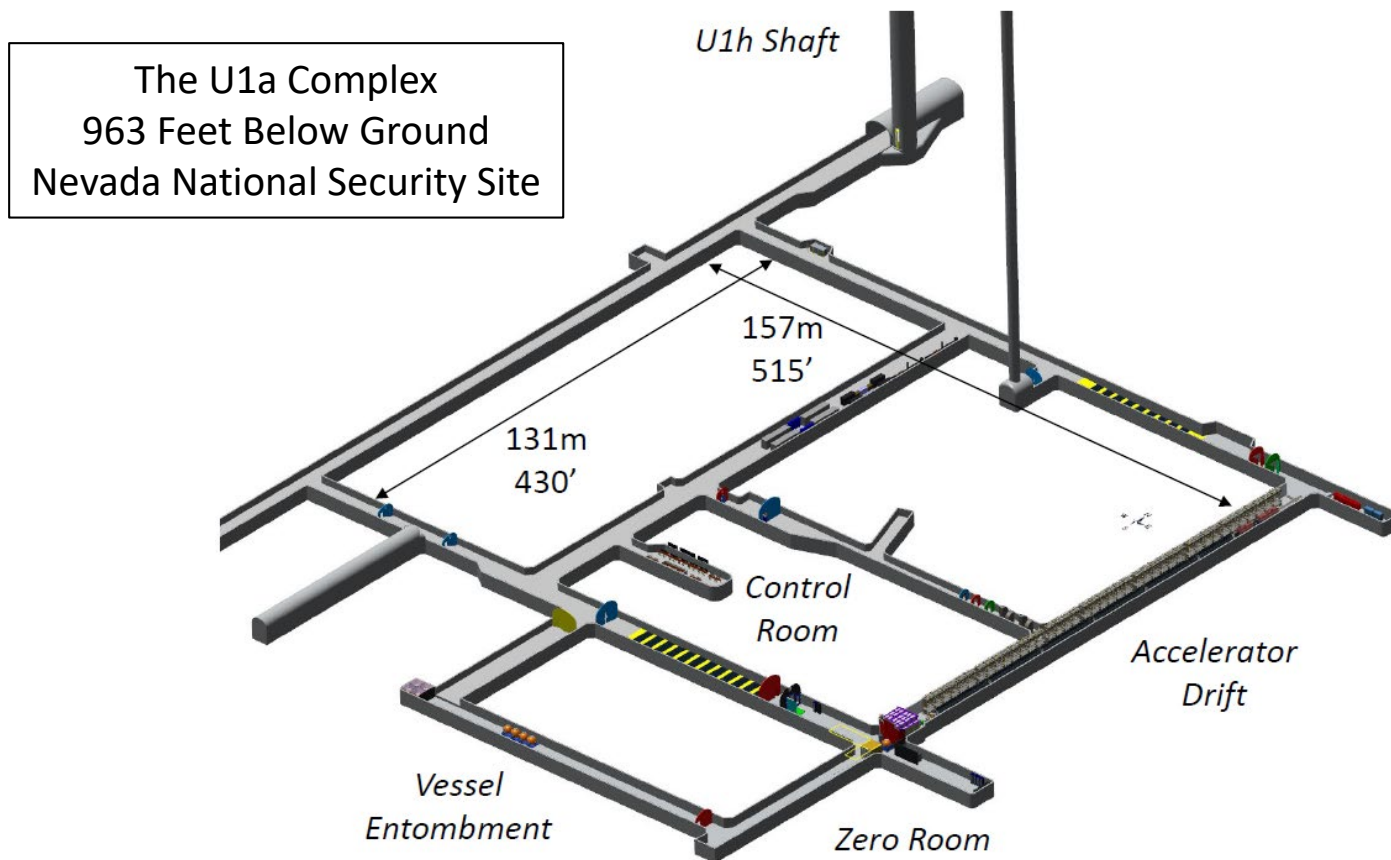 U1h Shaft
The U1a Complex
963 Feet Below Ground
Nevada National Security Site
157m
515’
131m
430’
Control
Room
Accelerator
Drift
Vessel
Entombment
Zero Room